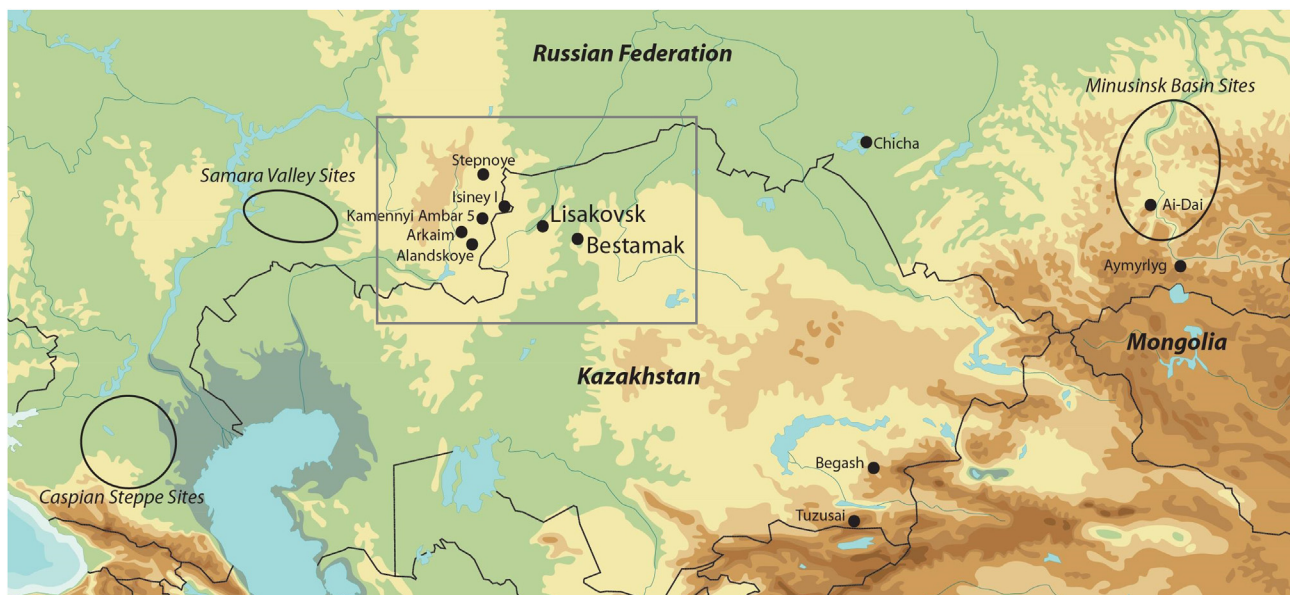 Russian Federation
Minusinsk Basin Sites
Chicha
Stepnoye
Samara Valley Sites
Isiney I
Ai-Dai
Kamennyi Ambar 5
Lisakovsk
Arkaim
Bestamak
Alandskoye
Aymyrlyg
Mongolia
Kazakhstan
Begash
Caspian Steppe Sites
Tuzusai